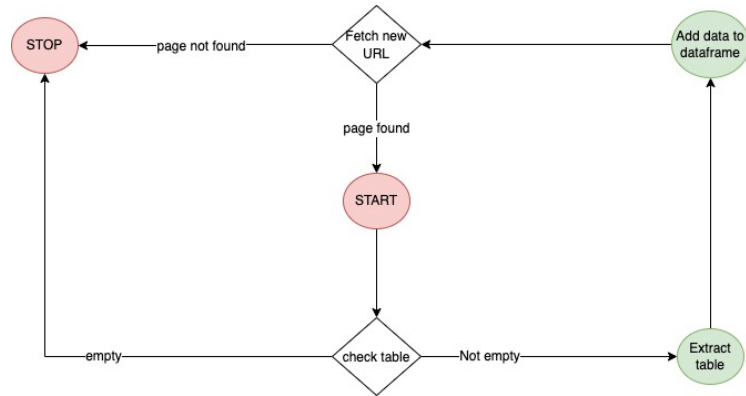 STOP
page not found
Fetch new
URL
Add data to
dataframe
page found
START
empty
check table
Not empty
Extract
table